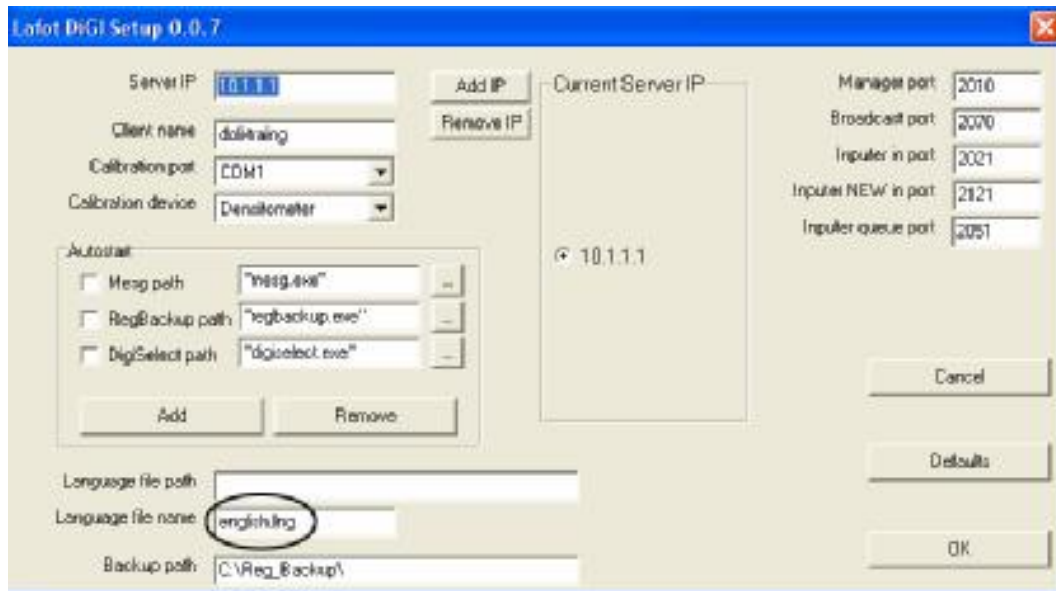 Lafot DiGI Setup 0.0.7
Server IP 10.1.1.1 Add IP
Remove IP
Client name
Calibration port COM1
Calibration device Densitometer
Current Server IP
10.1.1.1
Manager port 2010
Broadcast port 2070
Inputer in port 2021
Inputer NEW in port 2121
Inputer queue port 2051
Autostart
Mesg path "mesg.exe" ...
RegBackup path "regbackup.exe" ...
DigiSelect path "digiselect.exe" ...
Add Remove
Cancel
Defaults
OK
Language file path
Language file name english.lng
Backup path C:\Reg_Backup\